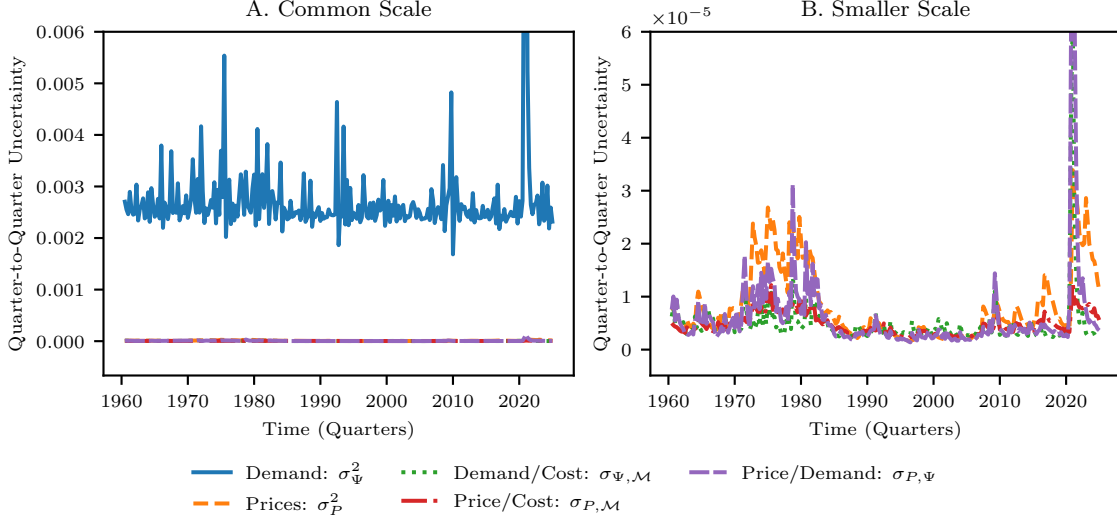 A. Common Scale
0.006
0.005
0.004
0.003
0.002
0.001
0.000
Quarter-to-Quarter Uncertainty
1960 1970 1980 1990 2000 2010 2020
Time (Quarters)
B. Smaller Scale
×10⁻⁵
6
5
4
3
2
1
0
Quarter-to-Quarter Uncertainty
1960 1970 1980 1990 2000 2010 2020
Time (Quarters)
Demand: σ²_Ψ
Prices: σ²_P
Demand/Cost: σ_Ψ,ℳ
Price/Cost: σ_P,ℳ
Price/Demand: σ_P,Ψ